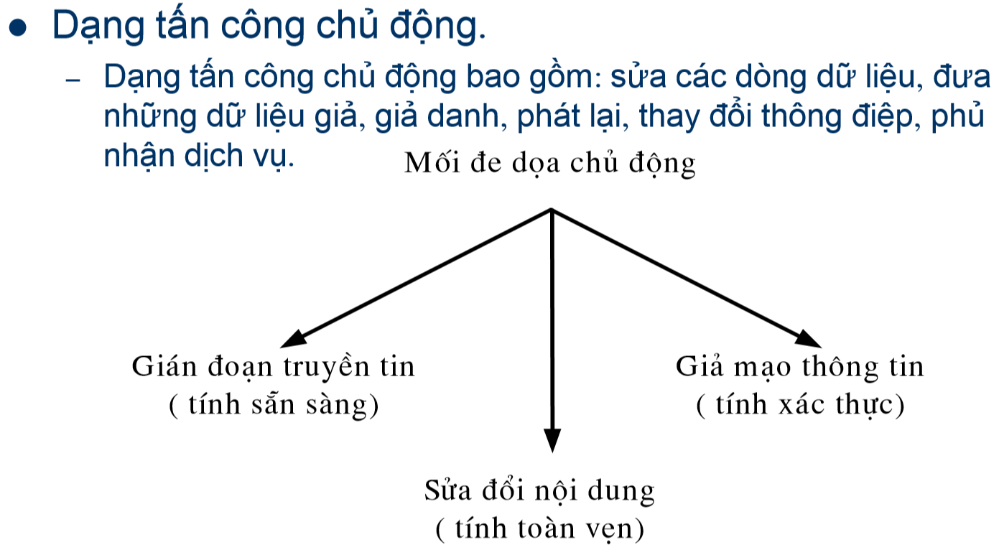 ● Dạng tấn công chủ động.
– Dạng tấn công chủ động bao gồm: sửa các dòng dữ liệu, đưa
những dữ liệu giả, giả danh, phát lại, thay đổi thông điệp, phủ
nhận dịch vụ.
Mối đe dọa chủ động
Gián đoạn truyền tin
( tính sẵn sàng)
Giả mạo thông tin
( tính xác thực)
Sửa đổi nội dung
( tính toàn vẹn)